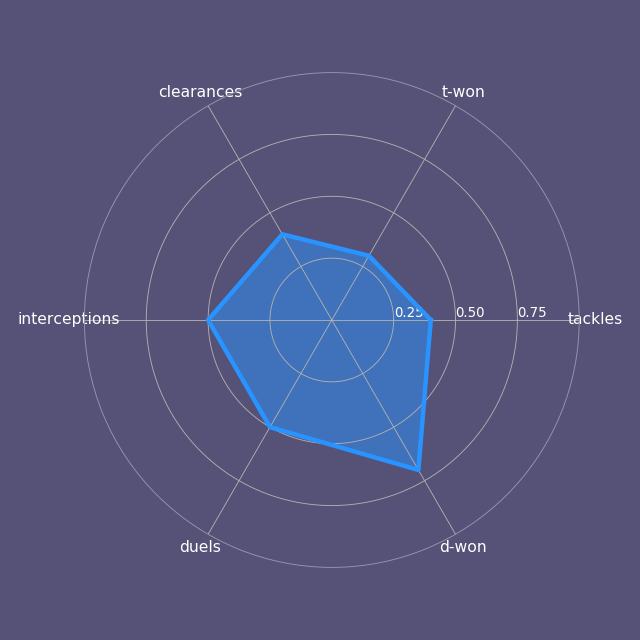 clearances
t-won
interceptions
0.25
0.50
0.75
tackles
duels
d-won